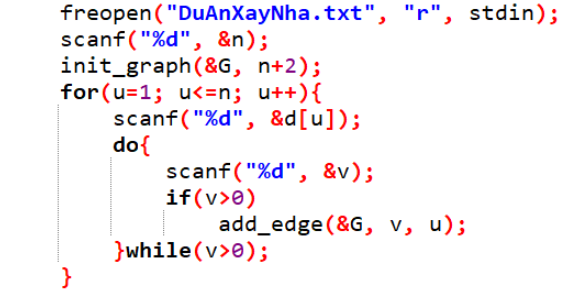 freopen("DuAnXayNha.txt", "r", stdin);
scanf("%d", &n);
init_graph(&G, n+2);
for(u=1; u<=n; u++){
    scanf("%d", &d[u]);
    do{
        scanf("%d", &v);
        if(v>0)
            add_edge(&G, v, u);
    }while(v>0);
}